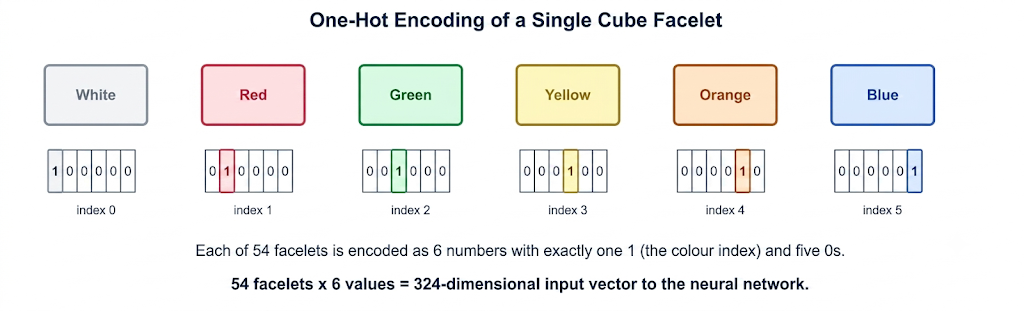 One-Hot Encoding of a Single Cube Facelet
White Red Green Yellow Orange Blue
1 0 0 0 0 0 0 1 0 0 0 0 0 0 1 0 0 0 0 0 0 1 0 0 0 0 0 0 1 0 0 0 0 0 0 1
index 0 index 1 index 2 index 3 index 4 index 5
Each of 54 facelets is encoded as 6 numbers with exactly one 1 (the colour index) and five 0s.
54 facelets x 6 values = 324-dimensional input vector to the neural network.